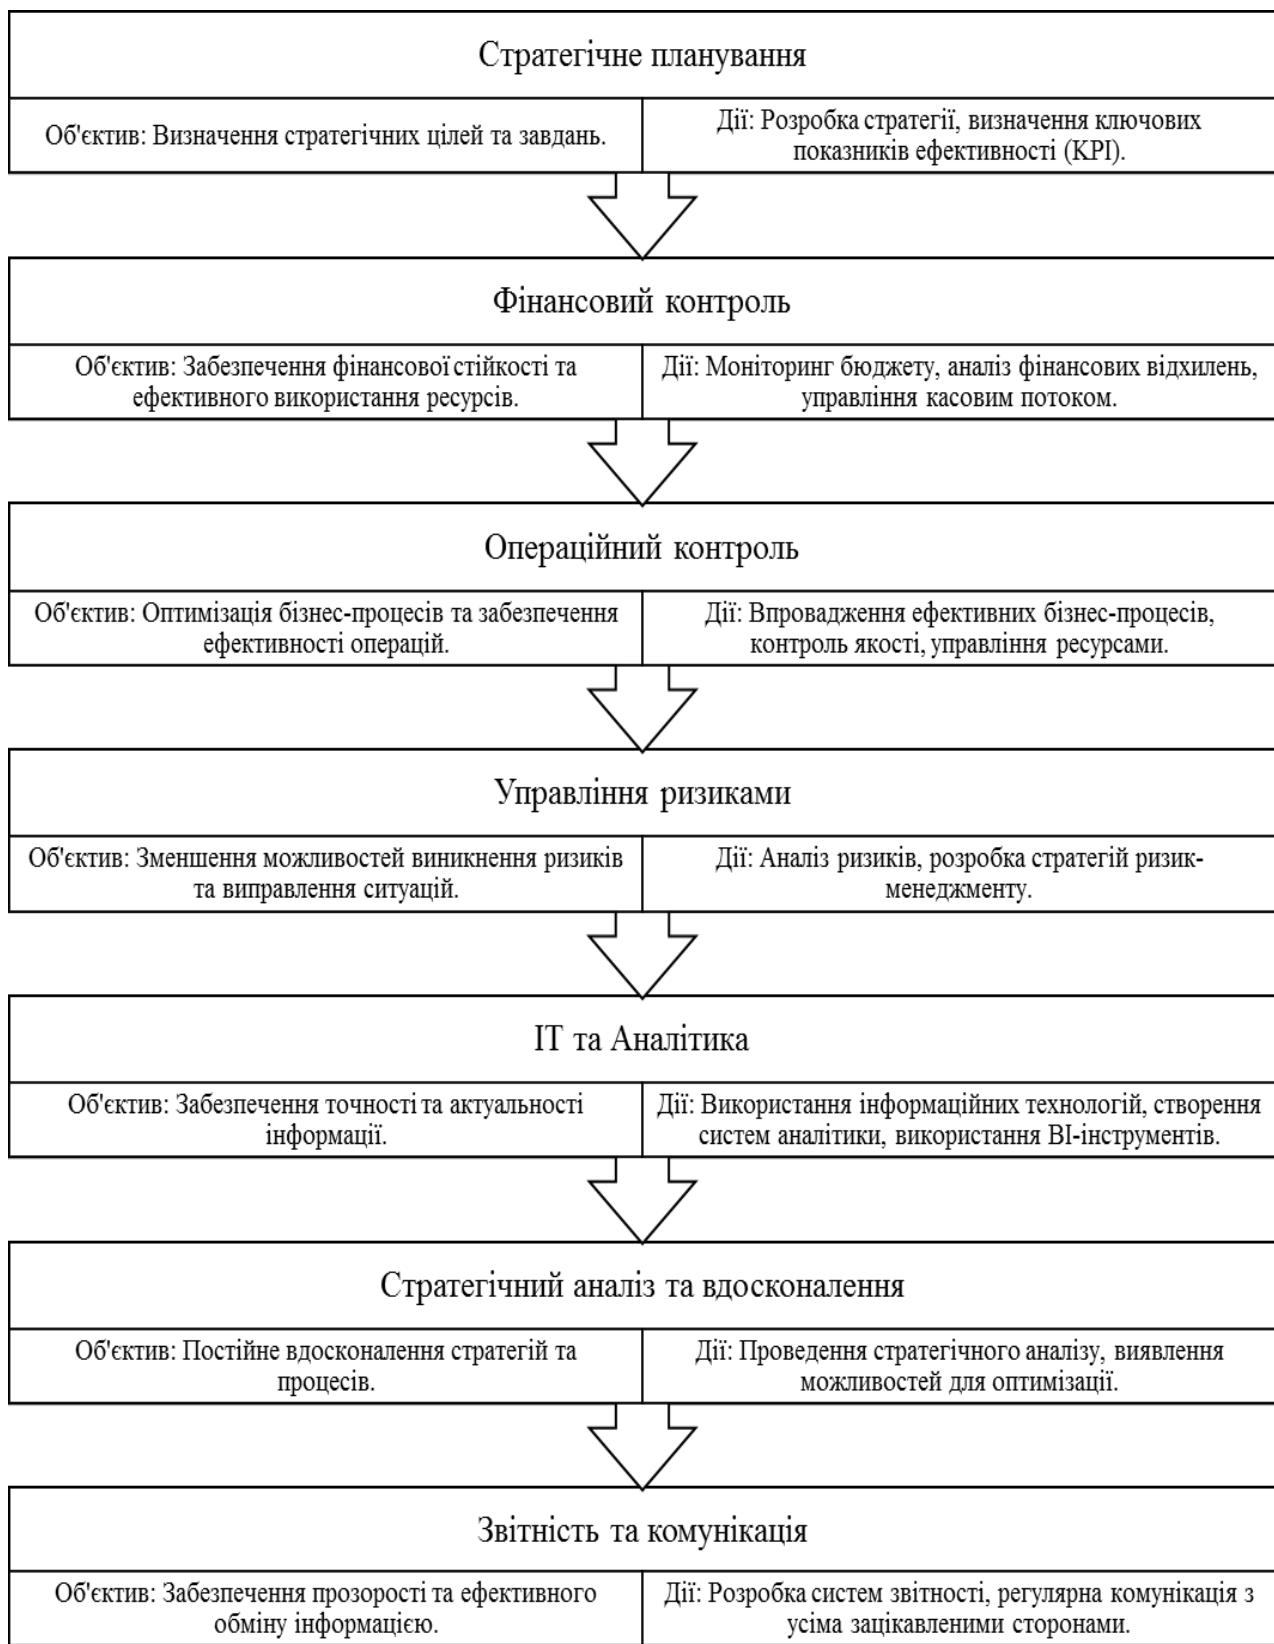 Стратегічне планування
Об'єктив: Визначення стратегічних цілей та завдань.
Дії: Розробка стратегії, визначення ключових
показників ефективності (KPI).
Фінансовий контроль
Об'єктив: Забезпечення фінансової стійкості та
ефективного використання ресурсів.
Дії: Моніторинг бюджету, аналіз фінансових відхилень,
управління касовим потоком.
Операційний контроль
Об'єктив: Оптимізація бізнес-процесів та забезпечення
ефективності операцій.
Дії: Впровадження ефективних бізнес-процесів,
контроль якості, управління ресурсами.
Управління ризиками
Об'єктив: Зменшення можливостей виникнення ризиків
та виправлення ситуацій.
Дії: Аналіз ризиків, розробка стратегій ризик-
менеджменту.
ІТ та Аналітика
Об'єктив: Забезпечення точності та актуальності
інформації.
Дії: Використання інформаційних технологій, створення
систем аналітики, використання BI-інструментів.
Стратегічний аналіз та вдосконалення
Об'єктив: Постійне вдосконалення стратегій та
процесів.
Дії: Проведення стратегічного аналізу, виявлення
можливостей для оптимізації.
Звітність та комунікація
Об'єктив: Забезпечення прозорості та ефективного
обміну інформацією.
Дії: Розробка систем звітності, регулярна комунікація з
усіма зацікавленими сторонами.